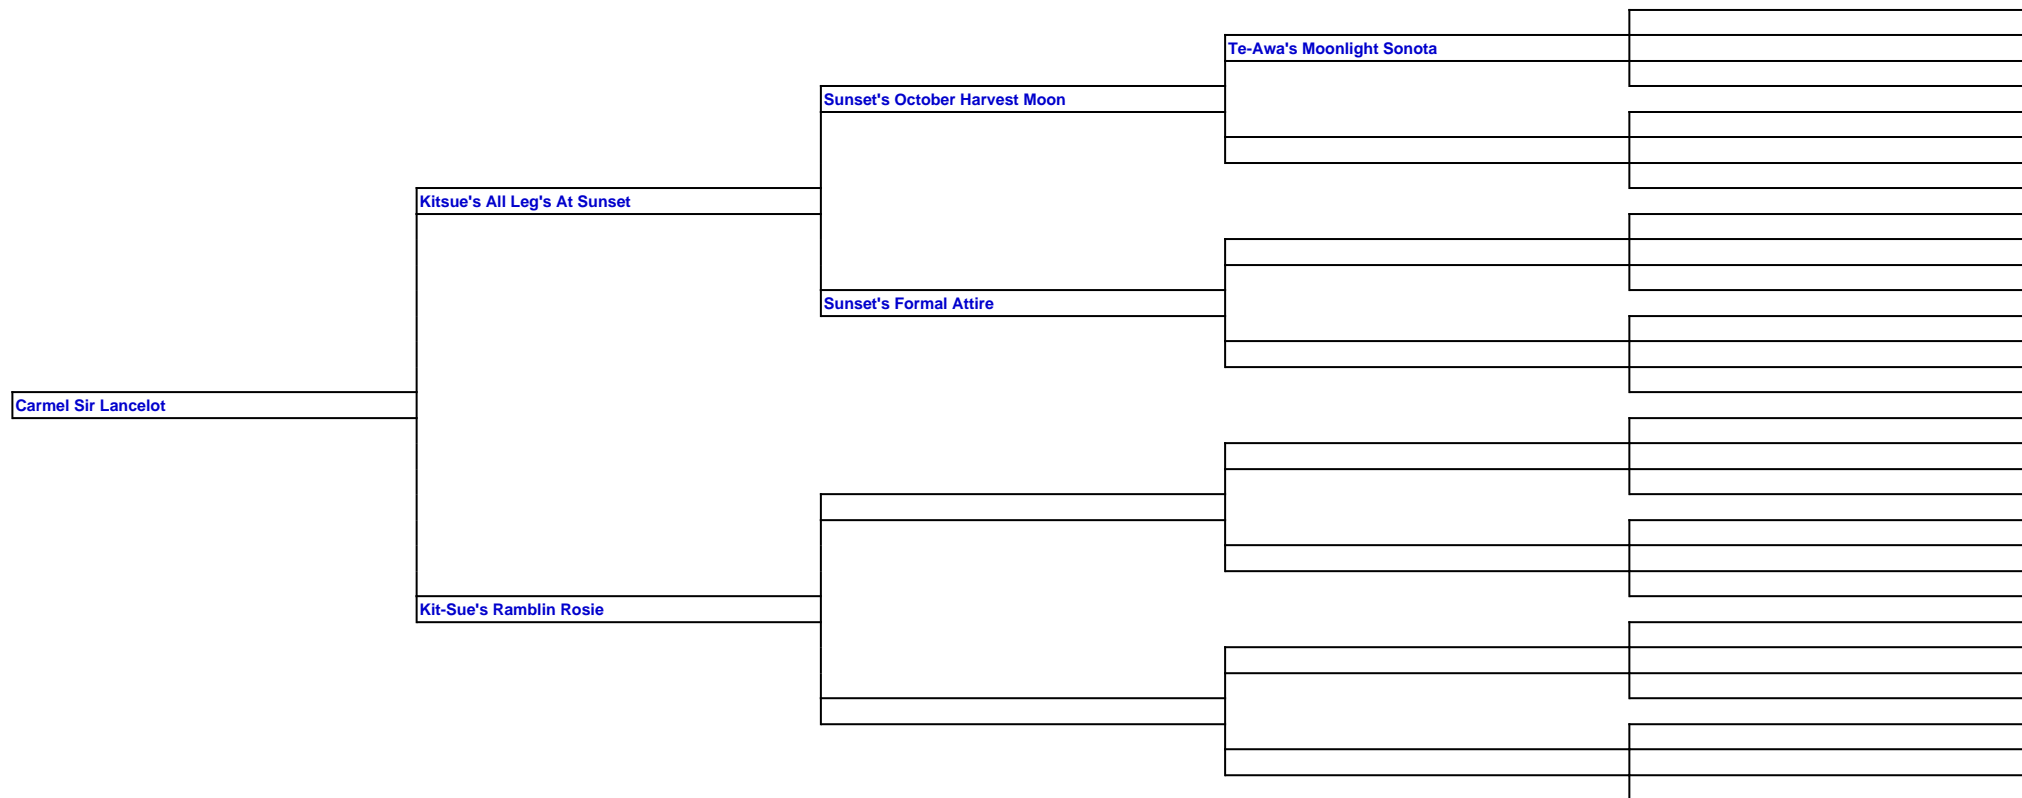 Te-Awa's Moonlight Sonota
Sunset's October Harvest Moon
Kitsue's All Leg's At Sunset
Sunset's Formal Attire
Carmel Sir Lancelot
Kit-Sue's Ramblin Rosie